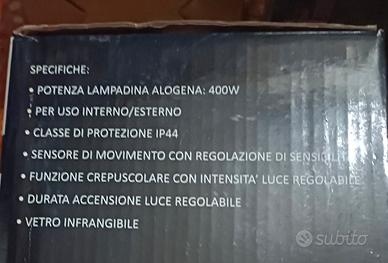 SPECIFICHE:
• POTENZA LAMPADINA ALOGENA: 400W
• PER USO INTERNO/ESTERNO
• CLASSE DI PROTEZIONE IP44
• SENSORE DI MOVIMENTO CON REGOLAZIONE DI
• FUNZIONE CREPUSCOLARE CON INTENSITA' LUCE REGOLABILE
• DURATA ACCENSIONE LUCE REGOLABILE
• VETRO INFRANGIBILE
subito